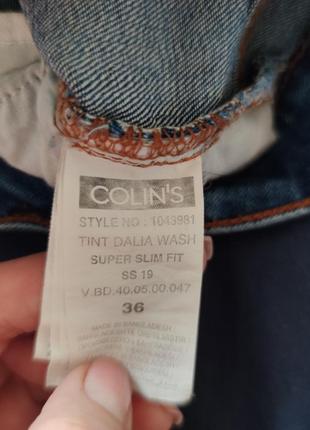 COLIN'S
STYLE NO : 1043981
TINT DALIA WASH
SUPER SLIM FIT
SS 19
V.BD.40.05.00.047
36
MADE IN BANGLADESH